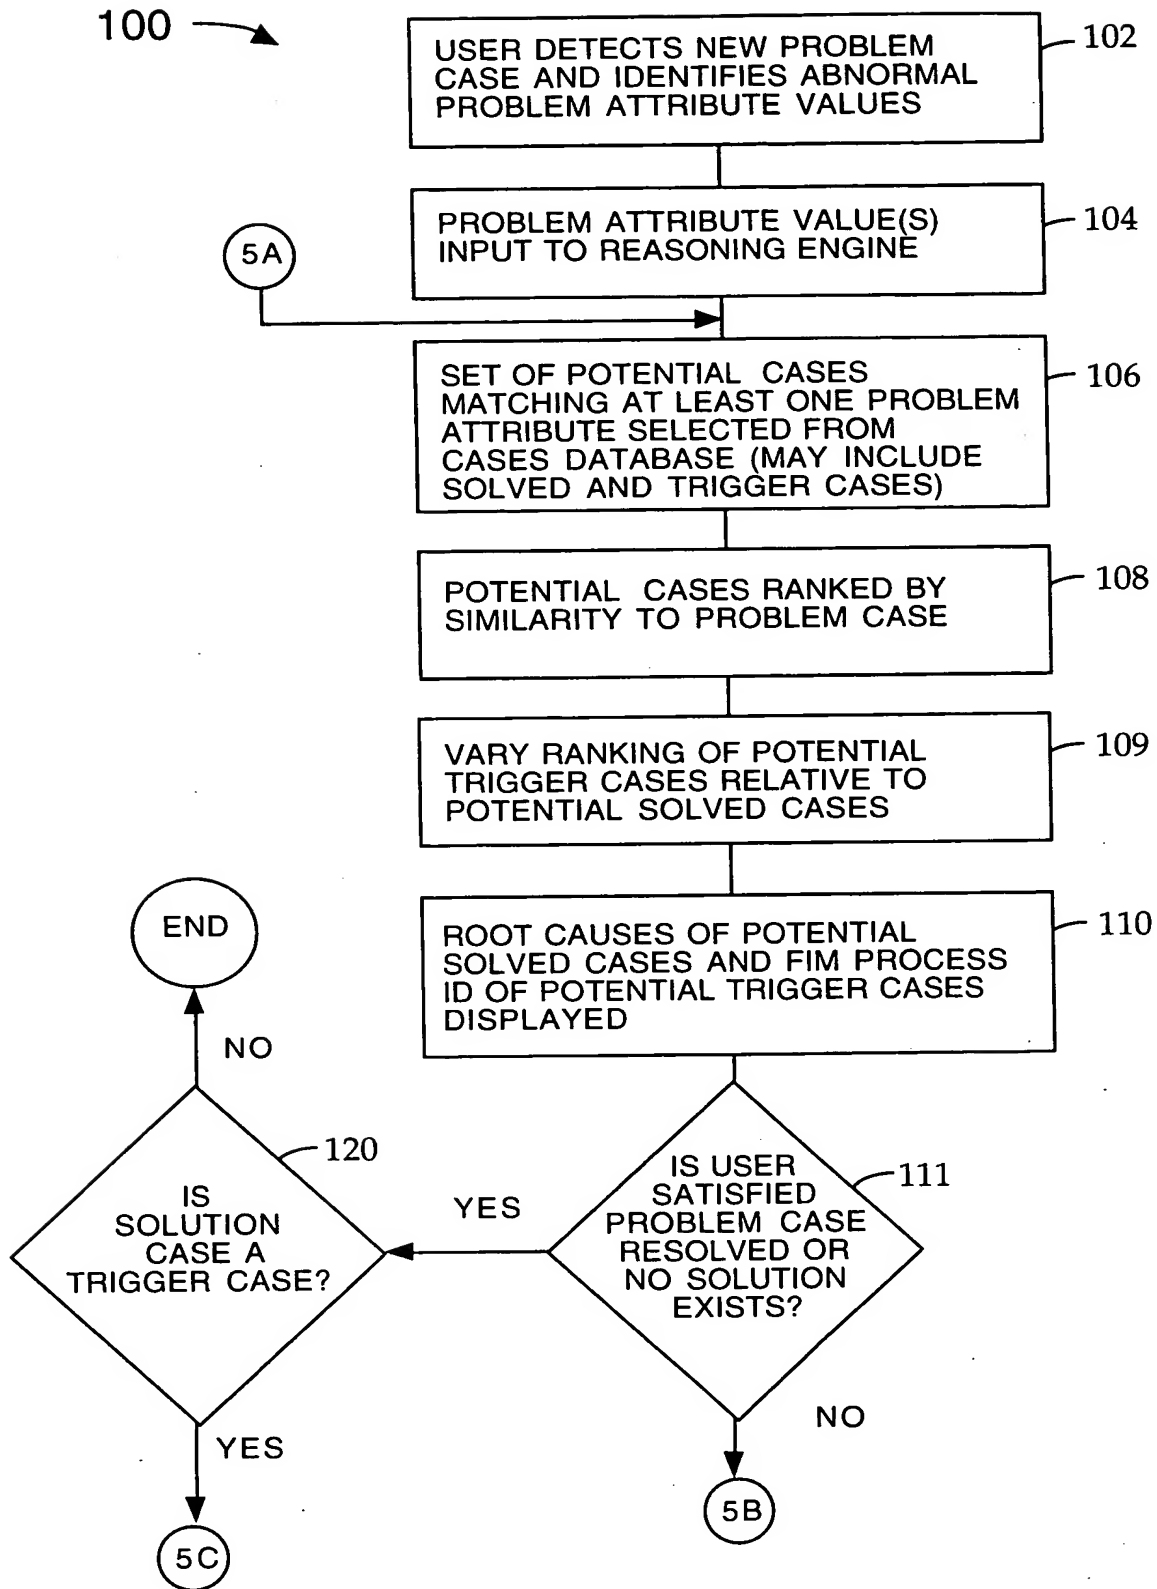 100
USER DETECTS NEW PROBLEM
CASE AND IDENTIFIES ABNORMAL
PROBLEM ATTRIBUTE VALUES
102
PROBLEM ATTRIBUTE VALUE(S)
INPUT TO REASONING ENGINE
104
5A
SET OF POTENTIAL CASES
MATCHING AT LEAST ONE PROBLEM
ATTRIBUTE SELECTED FROM
CASES DATABASE (MAY INCLUDE
SOLVED AND TRIGGER CASES)
106
POTENTIAL CASES RANKED BY
SIMILARITY TO PROBLEM CASE
108
VARY RANKING OF POTENTIAL
TRIGGER CASES RELATIVE TO
POTENTIAL SOLVED CASES
109
ROOT CAUSES OF POTENTIAL
SOLVED CASES AND FIM PROCESS
ID OF POTENTIAL TRIGGER CASES
DISPLAYED
110
END
NO
IS
SOLUTION
CASE A
TRIGGER CASE?
120
YES
IS USER
SATISFIED
PROBLEM CASE
RESOLVED OR
NO SOLUTION
EXISTS?
111
YES
NO
5C
5B